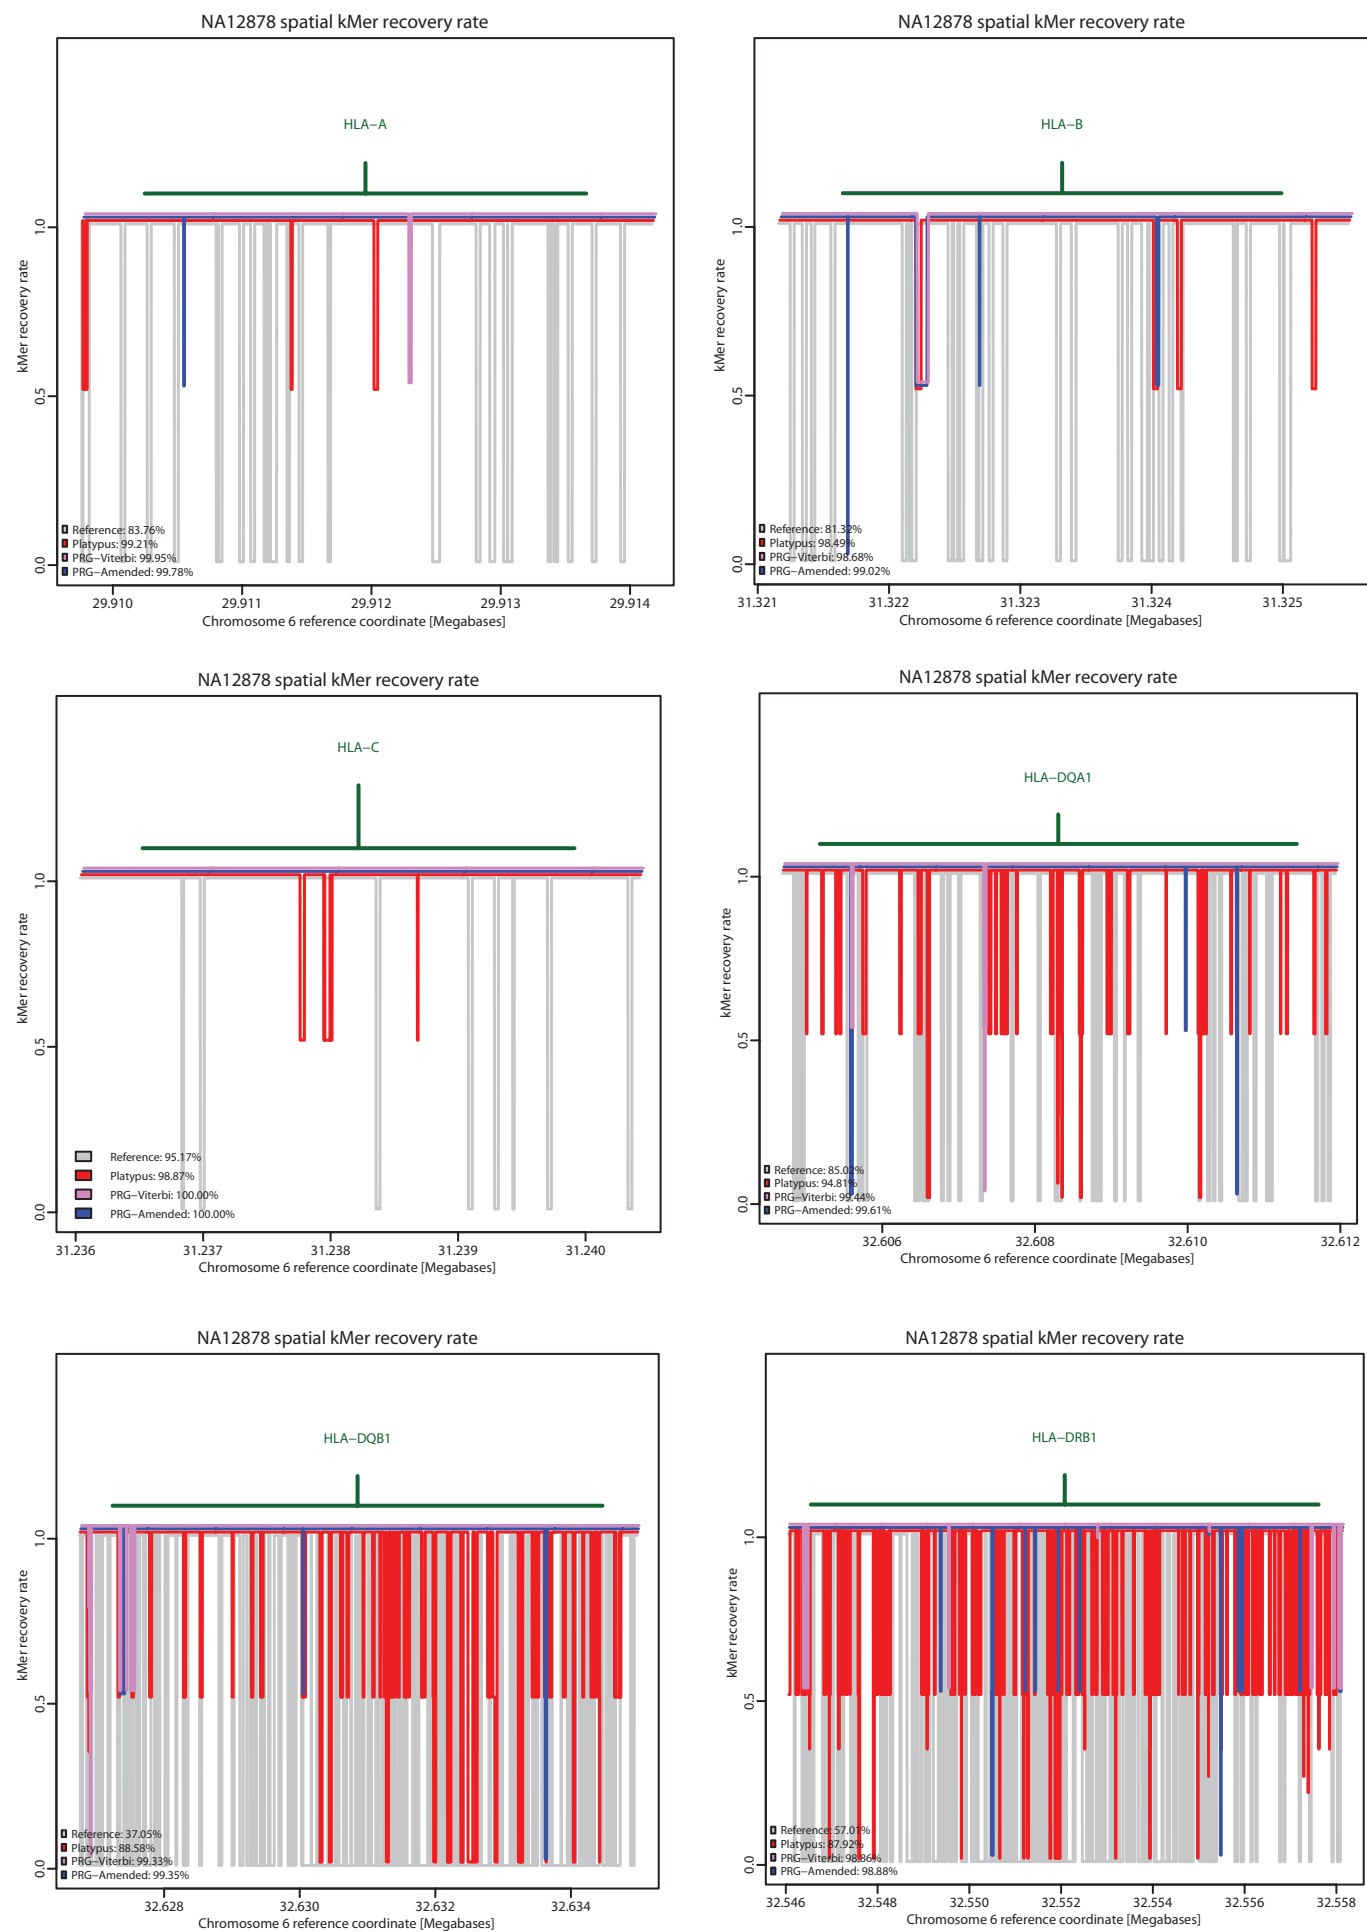 NA12878 spatial kMer recovery rate
HLA−A
kMer recovery rate
1.0
0.5
0.0
Reference: 83.76%
Platypus: 99.21%
PRG−Viterbi: 99.95%
PRG−Amended: 99.78%
29.910 29.911 29.912 29.913 29.914
Chromosome 6 reference coordinate [Megabases]
NA12878 spatial kMer recovery rate
HLA−B
kMer recovery rate
1.0
0.5
0.0
Reference: 81.32%
Platypus: 98.49%
PRG−Viterbi: 98.68%
PRG−Amended: 99.02%
31.321 31.322 31.323 31.324 31.325
Chromosome 6 reference coordinate [Megabases]
NA12878 spatial kMer recovery rate
HLA−C
kMer recovery rate
1.0
0.5
0.0
Reference: 95.17%
Platypus: 98.87%
PRG−Viterbi: 100.00%
PRG−Amended: 100.00%
31.236 31.237 31.238 31.239 31.240
Chromosome 6 reference coordinate [Megabases]
NA12878 spatial kMer recovery rate
HLA−DQA1
kMer recovery rate
1.0
0.5
0.0
Reference: 85.02%
Platypus: 94.81%
PRG−Viterbi: 99.44%
PRG−Amended: 99.61%
32.606 32.608 32.610 32.612
Chromosome 6 reference coordinate [Megabases]
NA12878 spatial kMer recovery rate
HLA−DQB1
kMer recovery rate
1.0
0.5
0.0
Reference: 37.05%
Platypus: 88.58%
PRG−Viterbi: 99.33%
PRG−Amended: 99.35%
32.628 32.630 32.632 32.634
Chromosome 6 reference coordinate [Megabases]
NA12878 spatial kMer recovery rate
HLA−DRB1
kMer recovery rate
1.0
0.5
0.0
Reference: 57.01%
Platypus: 87.92%
PRG−Viterbi: 98.86%
PRG−Amended: 98.88%
32.546 32.548 32.550 32.552 32.554 32.556 32.558
Chromosome 6 reference coordinate [Megabases]